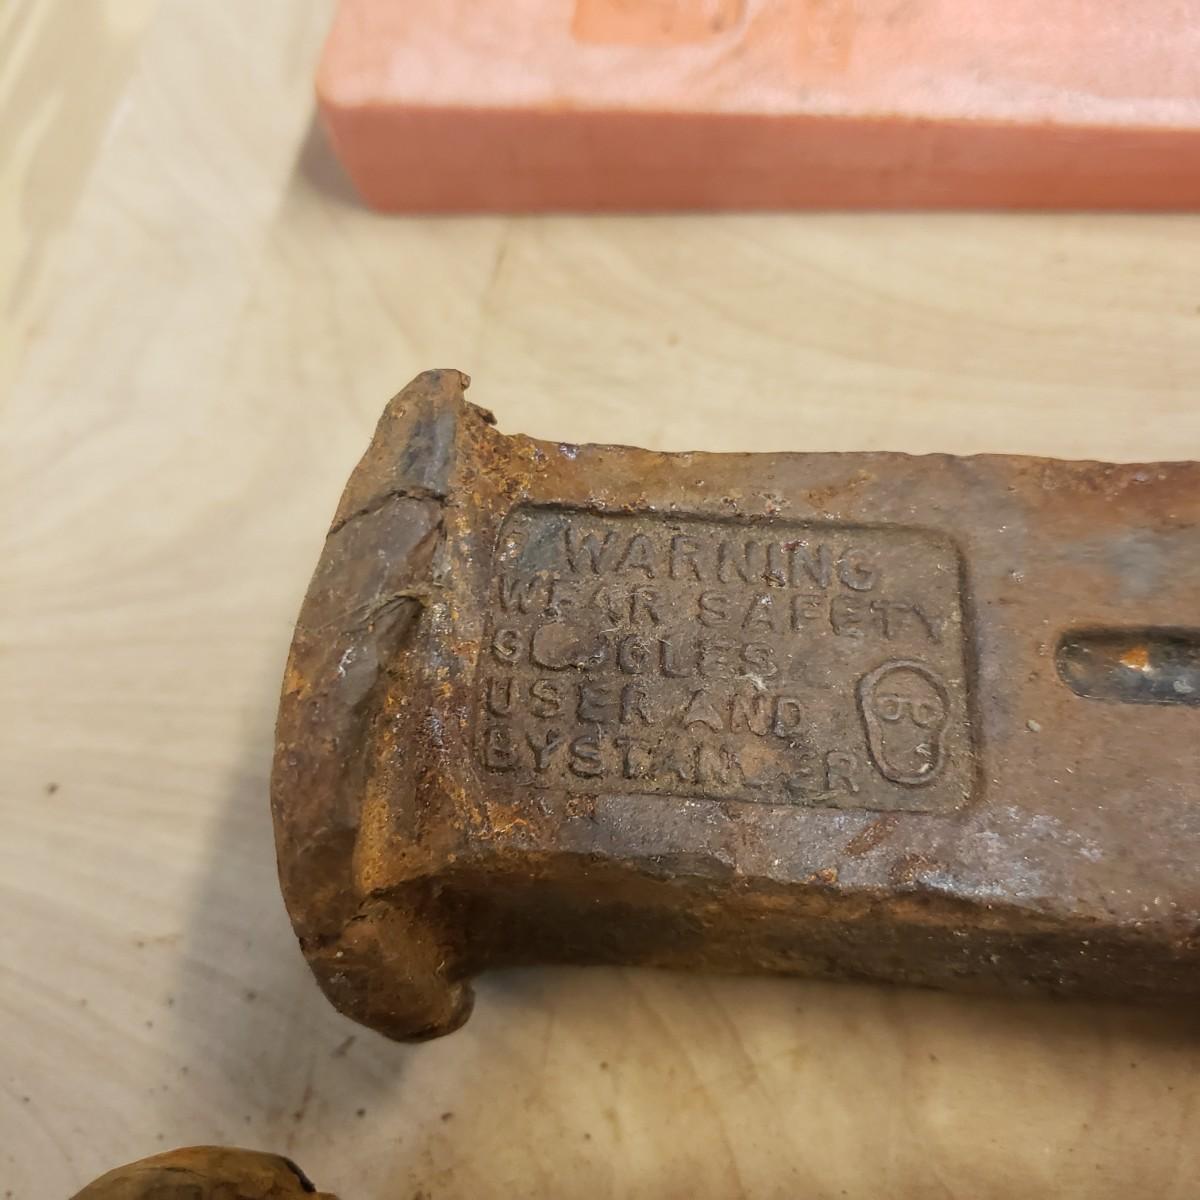 WARNING
WEAR SAFETY
GOGGLES
USER AND
BYSTANDER